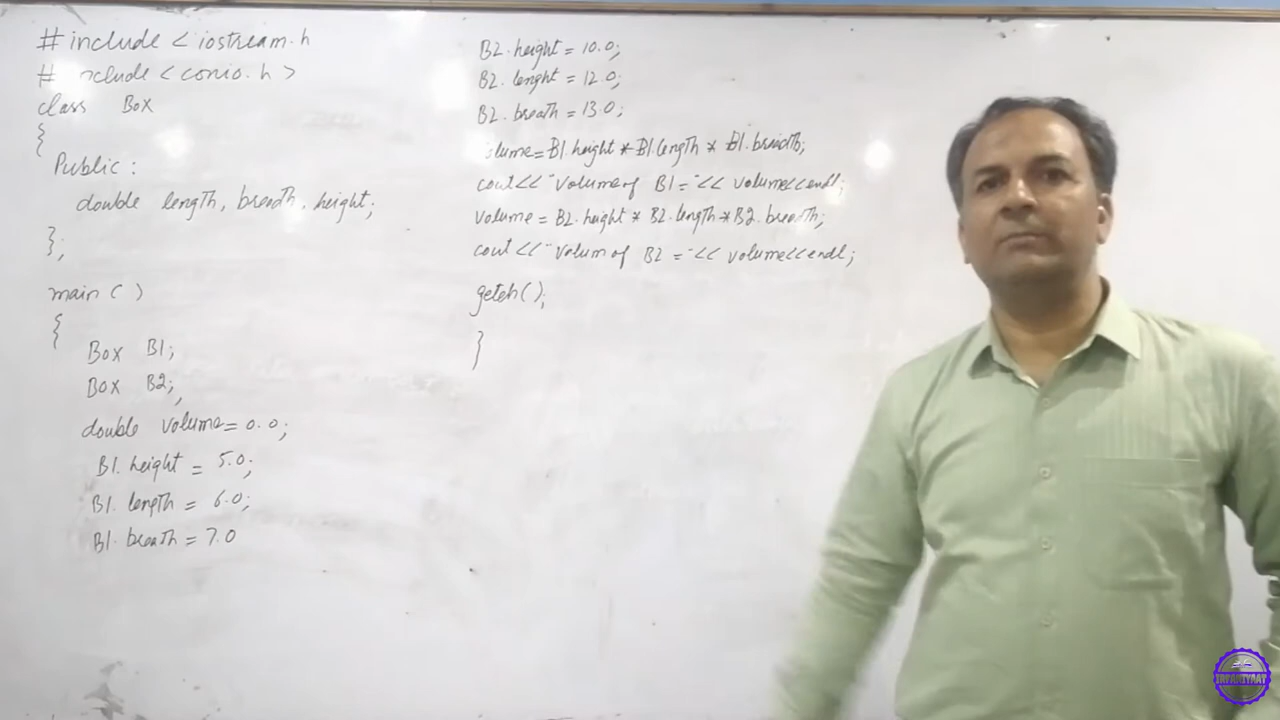 #include < iostream.h
# nclude < conio.h >
class Box
{
Public :
double length, breadth, height;
};
main ( )
{
Box B1;
Box B2;
double volume = 0.0;
B1.height = 5.0;
B1. length = 6.0;
B1. breath = 7.0
B2.height = 10.0;
B2. lenght = 12.0;
B2. breath = 13.0;
olume = B1.height * B1.length * B1.breadth;
cout << "Volume of B1 = " << volume << endl;
Volume = B2.height * B2.length * B2.breath;
cout << "Volum of B2 = " << volume << endl;
getch();
}